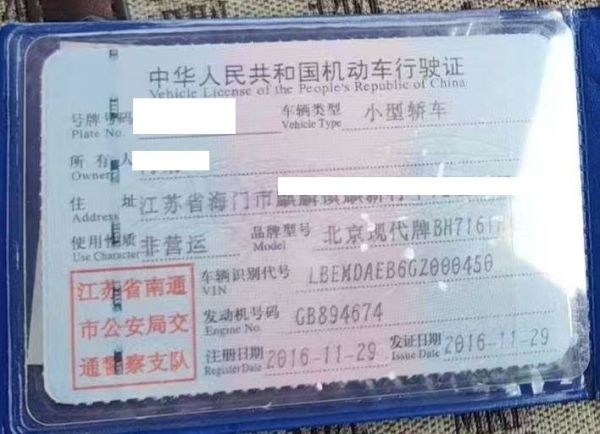 中华人民共和国机动车行驶证
Vehicle License of the People's Republic of China
号牌号码
Plate No.
车辆类型 小型轿车
Vehicle Type
所有人
Owner
住址 江苏省海门市
Address
使用性质 非营运
Use Character
品牌型号 北京现代牌BH7161
Model
车辆识别代号 LBEMDAEB6GZ000450
VIN
发动机号码 GB894674
Engine No.
注册日期 2016-11-29
Register Date
发证日期 2016-11-29
Issue Date
江苏省南通
市公安局交
通警察支队